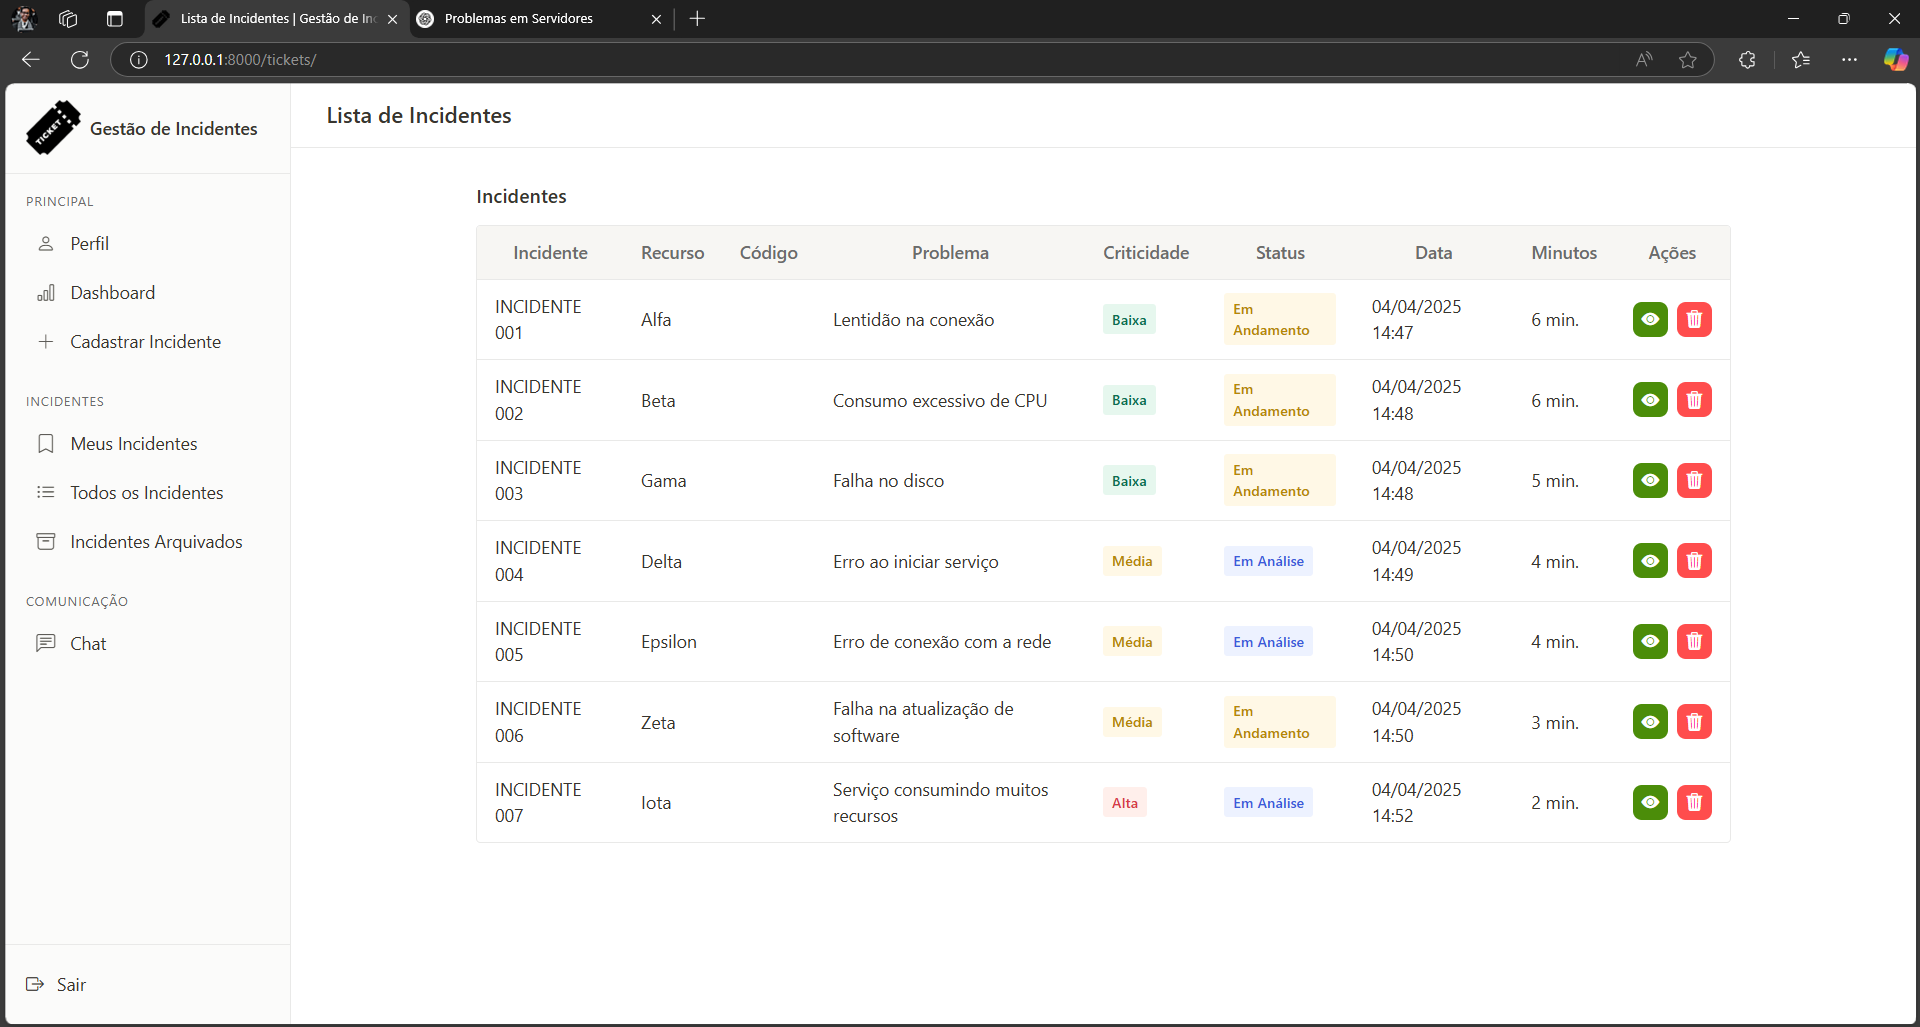 Lista de Incidentes | Gestão de Inc
Problemas em Servidores
127.0.0.1:8000/tickets/
TICKET
Gestão de Incidentes
Lista de Incidentes
PRINCIPAL
Perfil
Dashboard
Cadastrar Incidente
INCIDENTES
Meus Incidentes
Todos os Incidentes
Incidentes Arquivados
COMUNICAÇÃO
Chat
Sair
Incidentes
Incidente Recurso Código Problema Criticidade Status Data Minutos Ações
INCIDENTE 001 Alfa Lentidão na conexão Baixa Em Andamento 04/04/2025 14:47 6 min.
INCIDENTE 002 Beta Consumo excessivo de CPU Baixa Em Andamento 04/04/2025 14:48 6 min.
INCIDENTE 003 Gama Falha no disco Baixa Em Andamento 04/04/2025 14:48 5 min.
INCIDENTE 004 Delta Erro ao iniciar serviço Média Em Análise 04/04/2025 14:49 4 min.
INCIDENTE 005 Epsilon Erro de conexão com a rede Média Em Análise 04/04/2025 14:50 4 min.
INCIDENTE 006 Zeta Falha na atualização de software Média Em Andamento 04/04/2025 14:50 3 min.
INCIDENTE 007 Iota Serviço consumindo muitos recursos Alta Em Análise 04/04/2025 14:52 2 min.